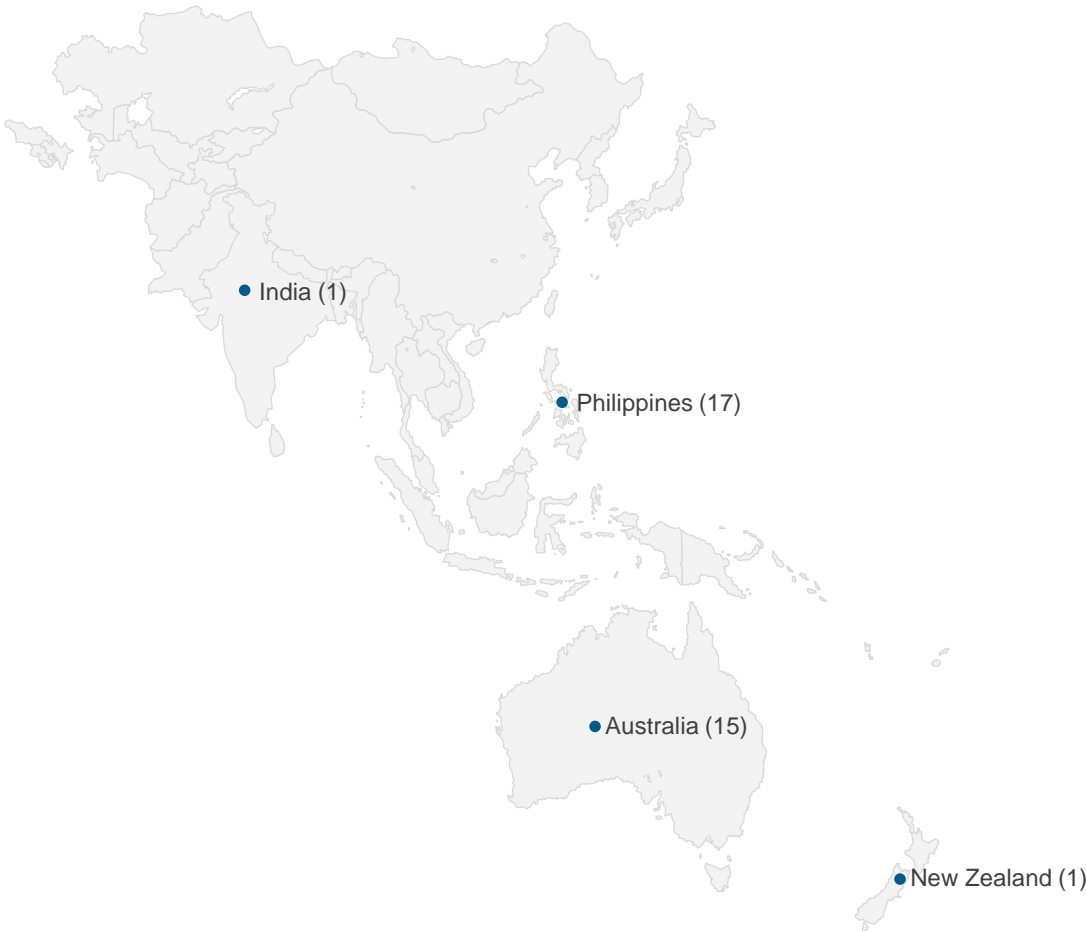 India (1)
Philippines (17)
Australia (15)
New Zealand (1)